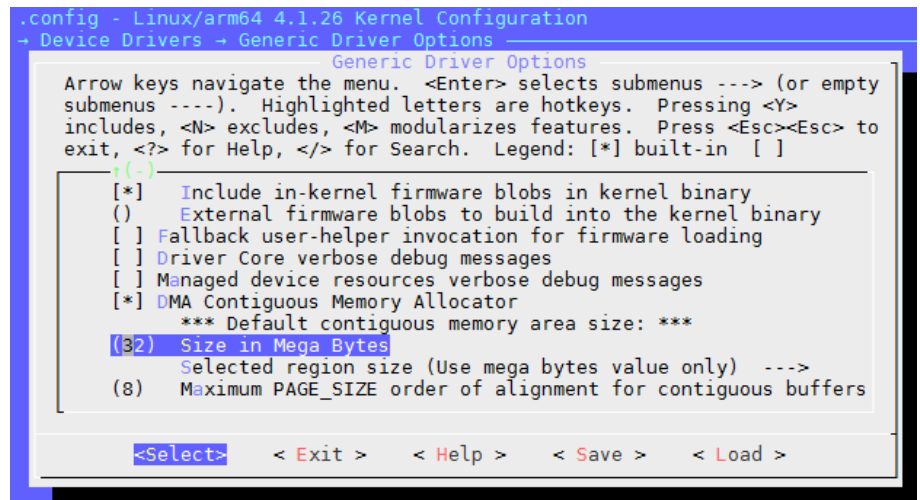 .config - Linux/arm64 4.1.26 Kernel Configuration
→ Device Drivers → Generic Driver Options
Generic Driver Options
Arrow keys navigate the menu.  <Enter> selects submenus ---> (or empty
submenus ----).  Highlighted letters are hotkeys.  Pressing <Y>
includes, <N> excludes, <M> modularizes features.  Press <Esc><Esc> to
exit, <?> for Help, </> for Search.  Legend: [*] built-in  [ ]
↑(-)
[*]   Include in-kernel firmware blobs in kernel binary
()    External firmware blobs to build into the kernel binary
[ ] Fallback user-helper invocation for firmware loading
[ ] Driver Core verbose debug messages
[ ] Managed device resources verbose debug messages
[*] DMA Contiguous Memory Allocator
*** Default contiguous memory area size: ***
(32)  Size in Mega Bytes
Selected region size (Use mega bytes value only)  --->
(8)   Maximum PAGE_SIZE order of alignment for contiguous buffers
<Select>    < Exit >    < Help >    < Save >    < Load >